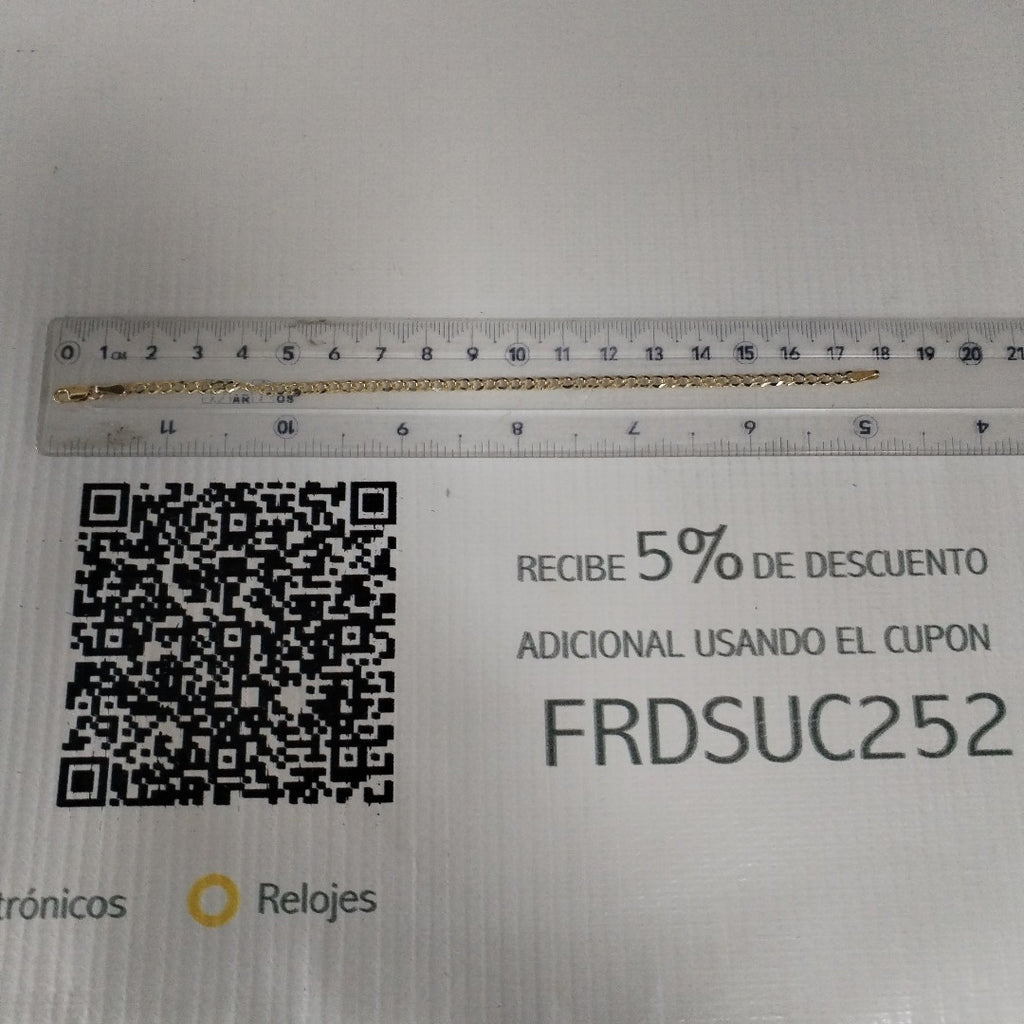 0 1 CM 2 3 4 5 6 7 8 9 10 11 12 13 14 15 16 17 18 19 20 21
11 10 9 8 7 6 5 4
RECIBE 5% DE DESCUENTO
ADICIONAL USANDO EL CUPON
FRDSUC252
trónicos Relojes